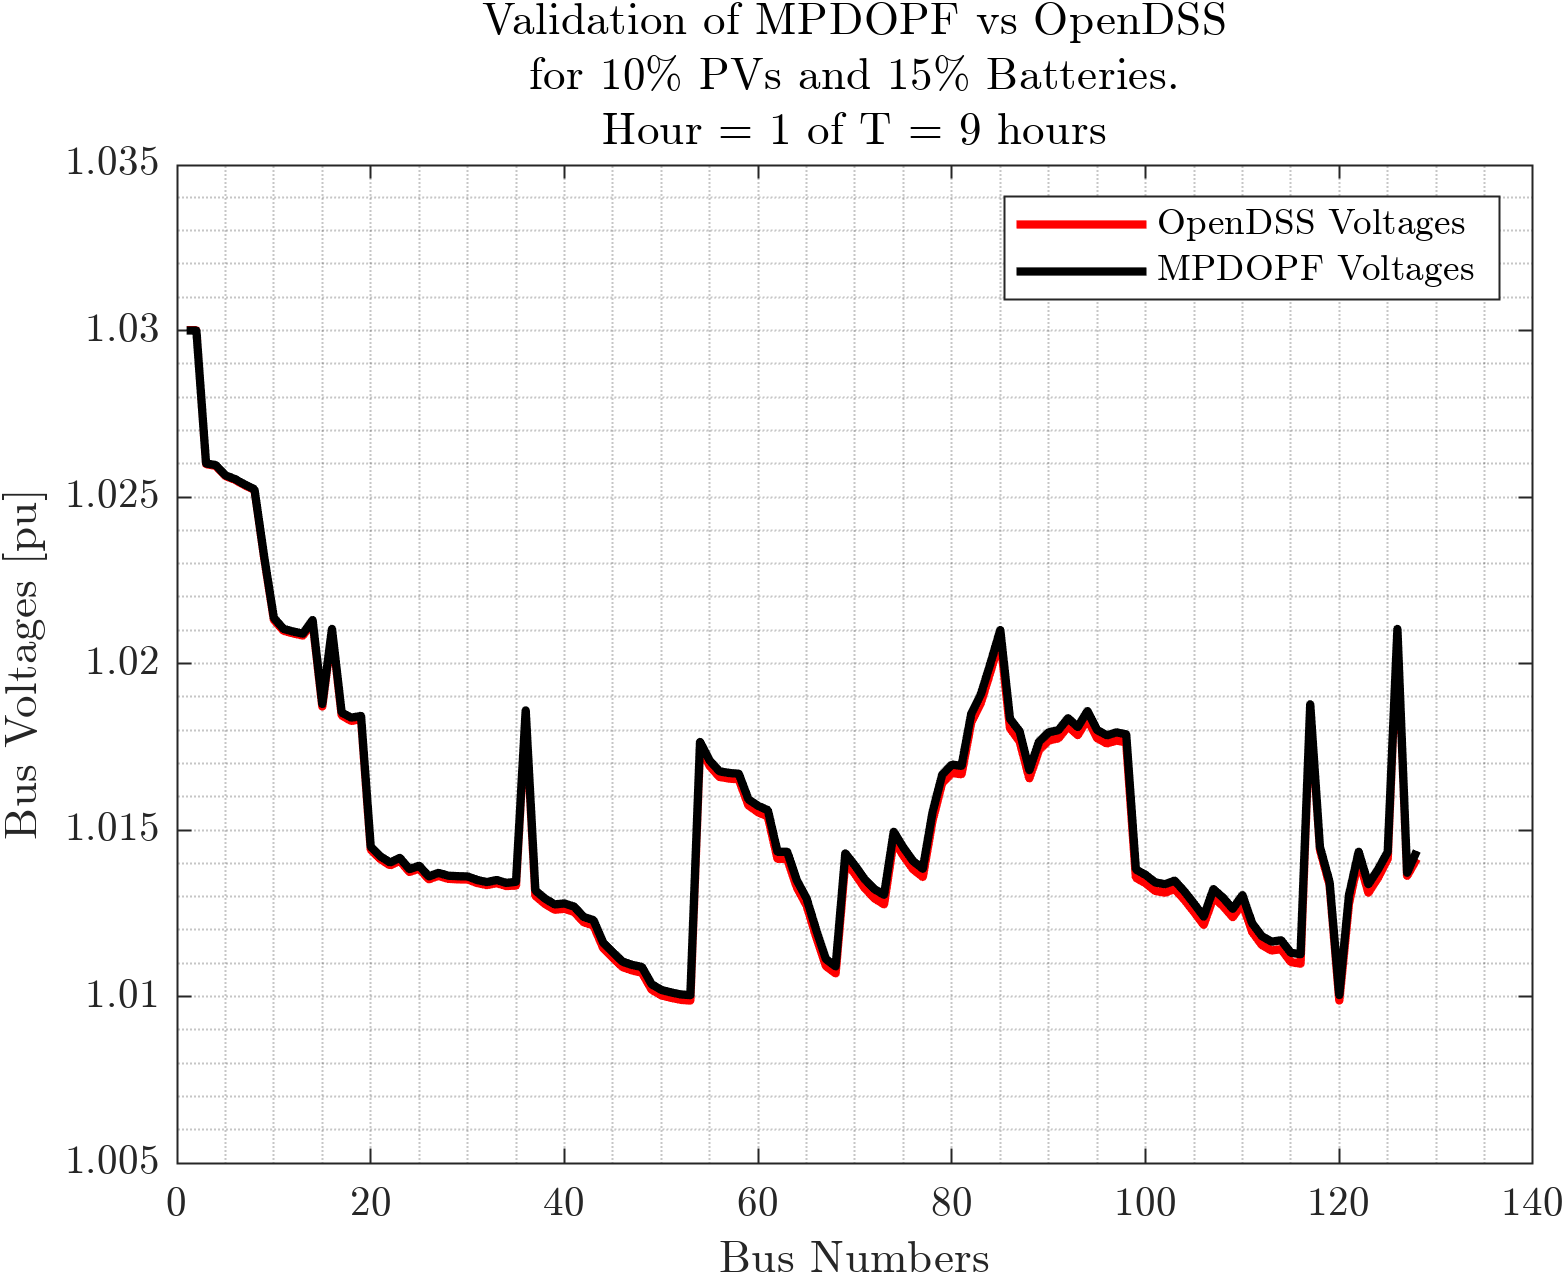 Validation of MPDOPF vs OpenDSS
for 10% PVs and 15% Batteries.
Hour = 1 of T = 9 hours
1.035
1.03
1.025
1.02
1.015
1.01
1.005
Bus Voltages [pu]
OpenDSS Voltages
MPDOPF Voltages
0 20 40 60 80 100 120 140
Bus Numbers